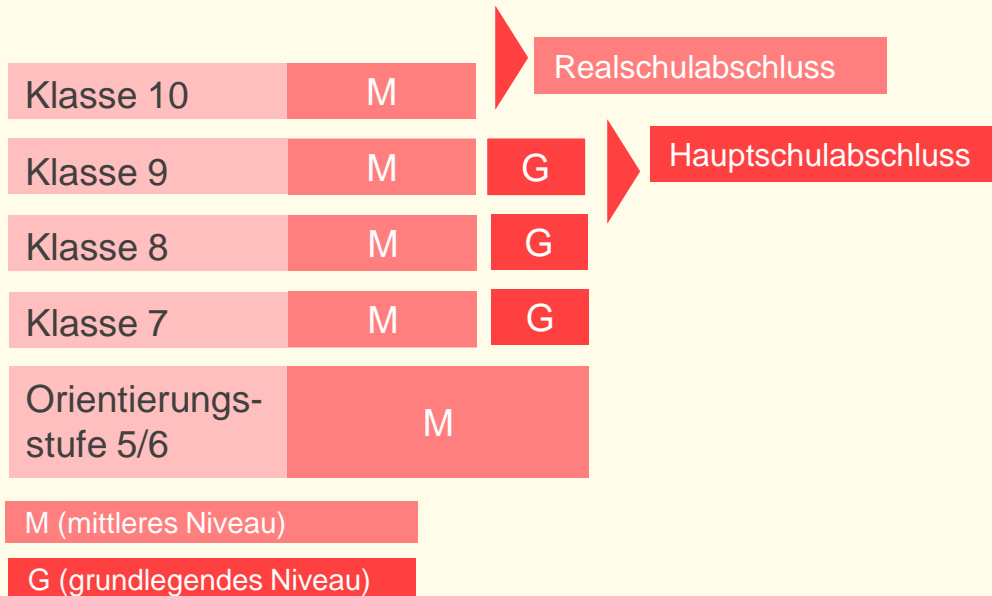 Realschulabschluss
Klasse 10 M
Hauptschulabschluss
Klasse 9 M G
Klasse 8 M G
Klasse 7 M G
Orientierungs-
stufe 5/6
M
M (mittleres Niveau)
G (grundlegendes Niveau)